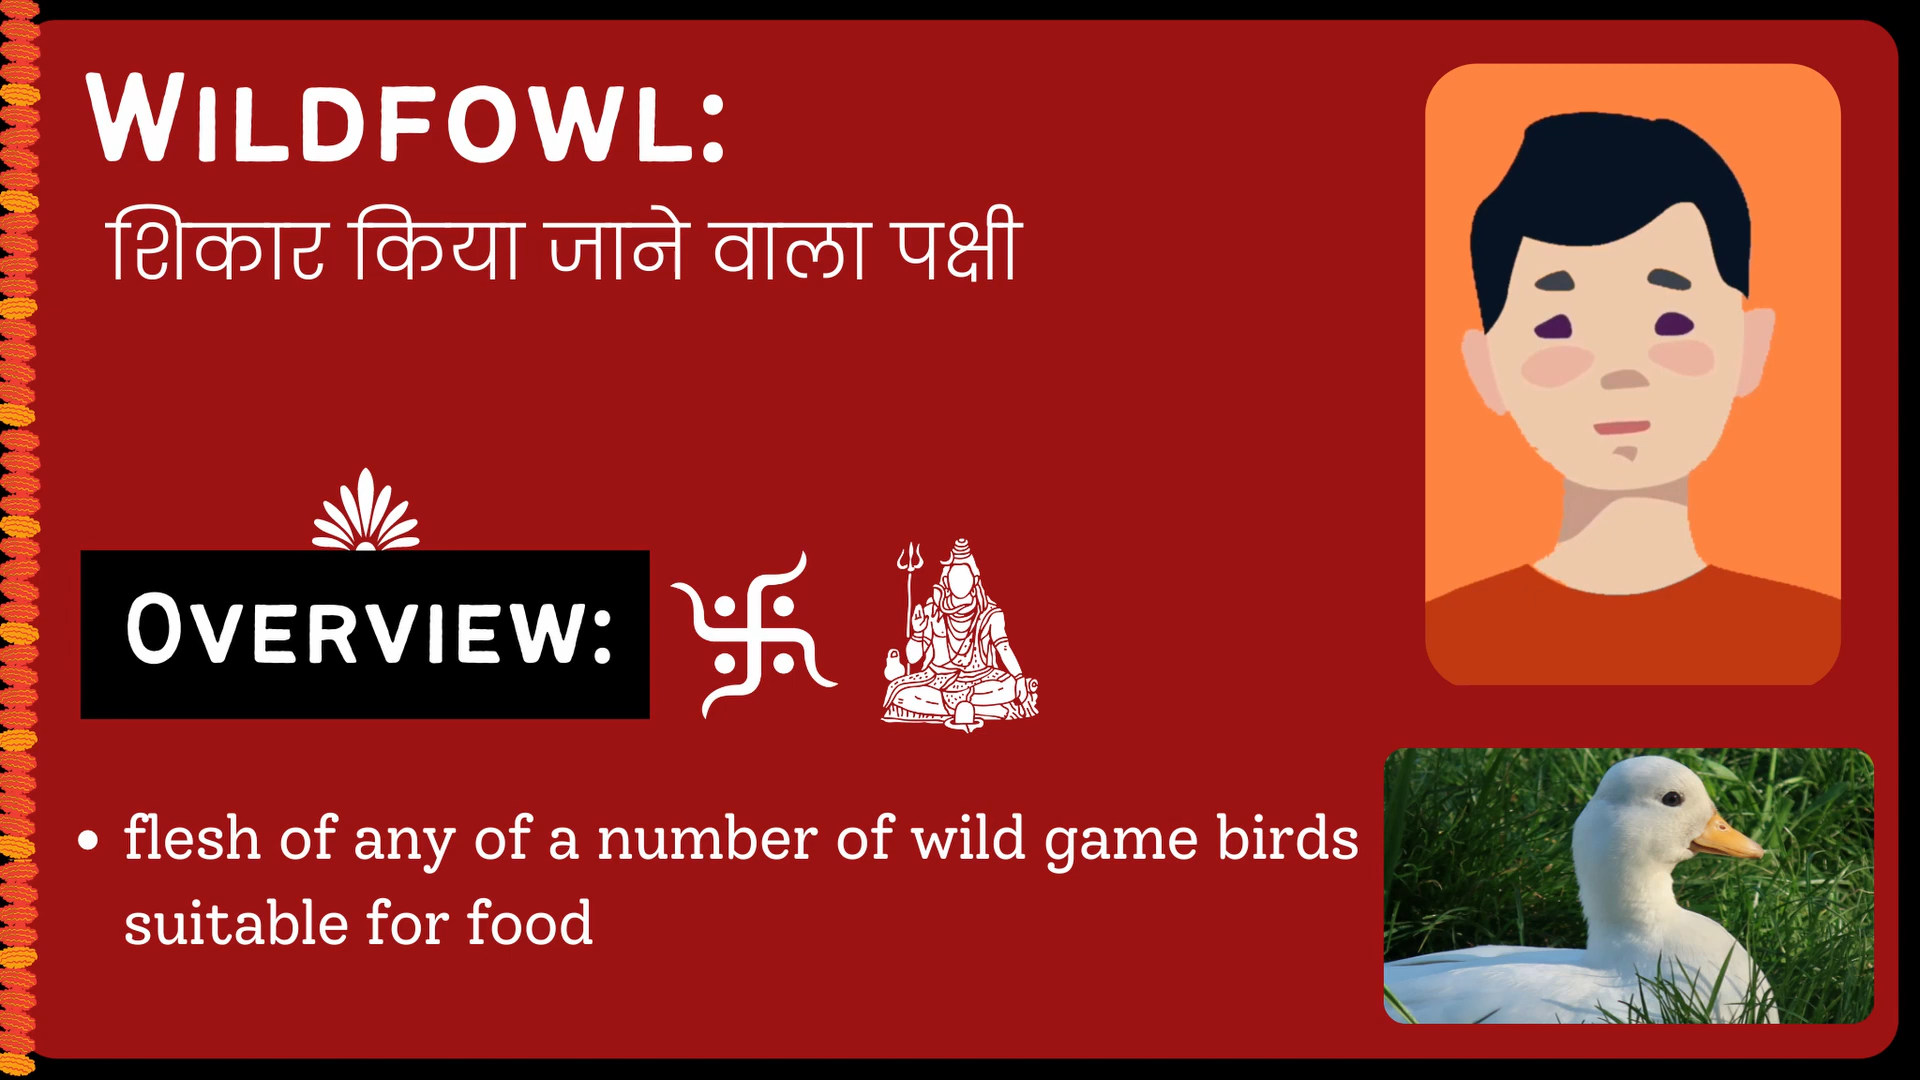 Wildfowl:
शिकार किया जाने वाला पक्षी
Overview:
• flesh of any of a number of wild game birds
suitable for food